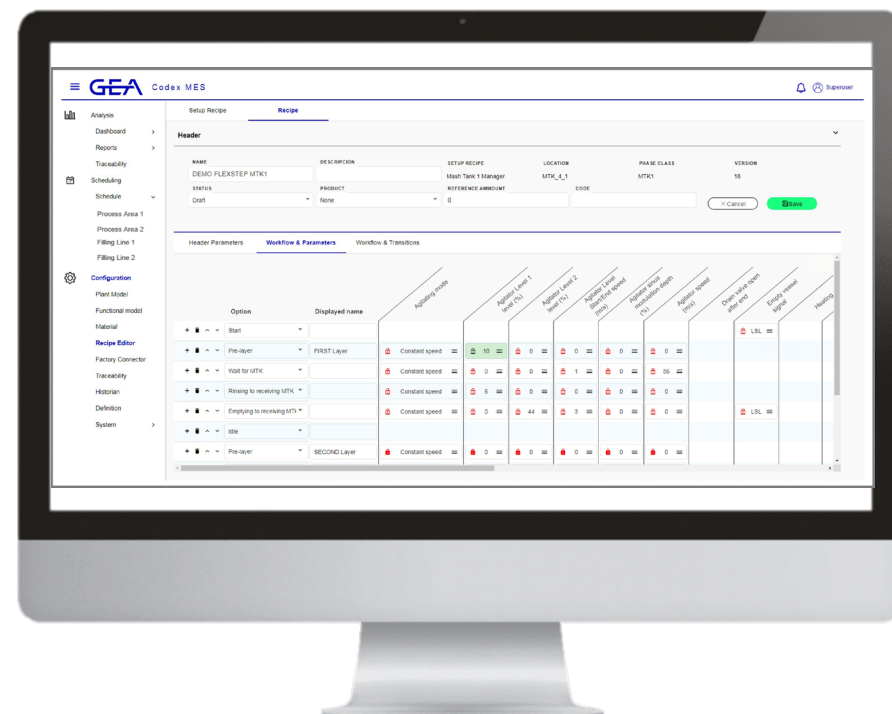 GEA Codex MES
Superuser
Analysis
Dashboard
Reports
Traceability
Scheduling
Schedule
Process Area 1
Process Area 2
Filling Line 1
Filling Line 2
Configuration
Plant Model
Functional model
Material
Recipe Editor
Factory Connector
Traceability
Historian
Definition
System
Setup Recipe Recipe
Header
NAME DESCRIPCION SETUP RECIPE LOCATION PHASE CLASS VERSION
DEMO FLEXSTEP MTK1 Mash Tank 1 Manager MTK_4_1 MTK1 18
STATUS PRODUCT REFERENCE AMMOUNT CODE
Draft None 0 Cancel Save
Header Parameters Workflow & Parameters Workflow & Transitions
Agitating mode
Agitator Level 1
level (%)
Agitator Level 2
level (%)
Agitator Level
Start/End speed
(m/s)
Agitator sinus
modulation depth
(%)
Agitator speed
(m/s)
Drain valve open
after end
Empty vessel
signal
Heating
Option Displayed name
Start LSL
Pre-layer FIRST Layer Constant speed 10 0 0 0 0
Wait for MTK Constant speed 0 0 1 0 05
Rinsing to receiving MTK Constant speed 5 0 0 0 0
Emptying to receiving MTK Constant speed 0 44 3 0 0 LSL
Idle
Pre-layer SECOND Layer Constant speed 0 0 0 0 0